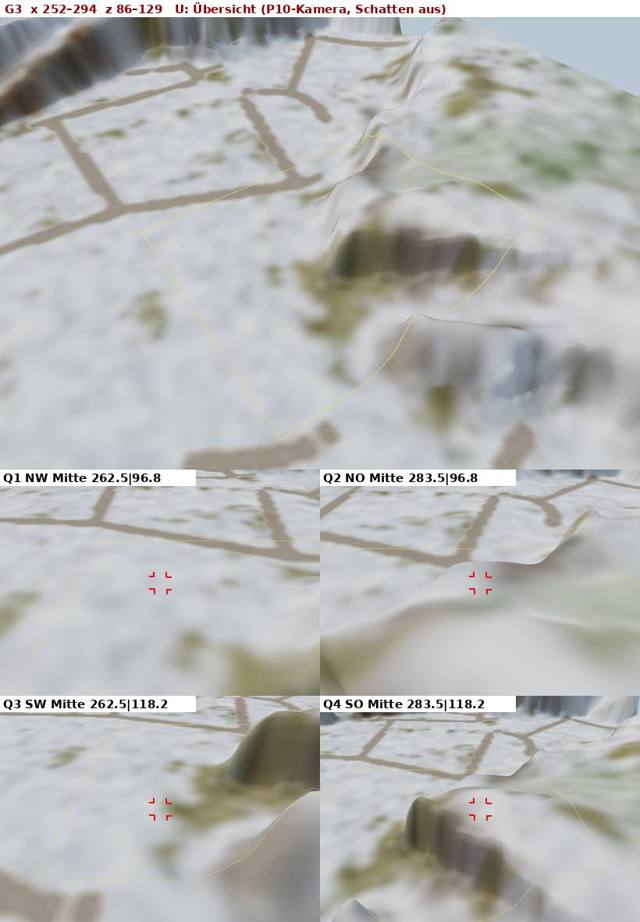 G3 x 252–294 z 86–129 U: Übersicht (P10-Kamera, Schatten aus)
Q1 NW Mitte 262.5|96.8
Q2 NO Mitte 283.5|96.8
Q3 SW Mitte 262.5|118.2
Q4 SO Mitte 283.5|118.2